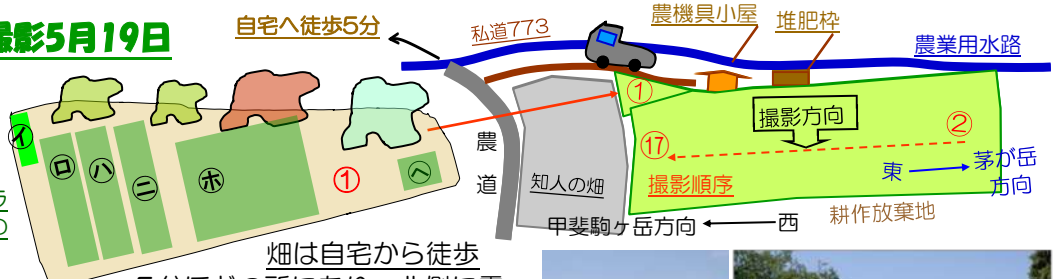 撮影5月19日
自宅へ徒歩5分
私道773
農機具小屋
堆肥枠
農業用水路
イ
ロ
ハ
ニ
ホ
①
ヘ
農道
知人の畑
①
⑰
撮影方向
②
撮影順序
東
茅が岳方向
甲斐駒ヶ岳方向
西
耕作放棄地
畑は自宅から徒歩